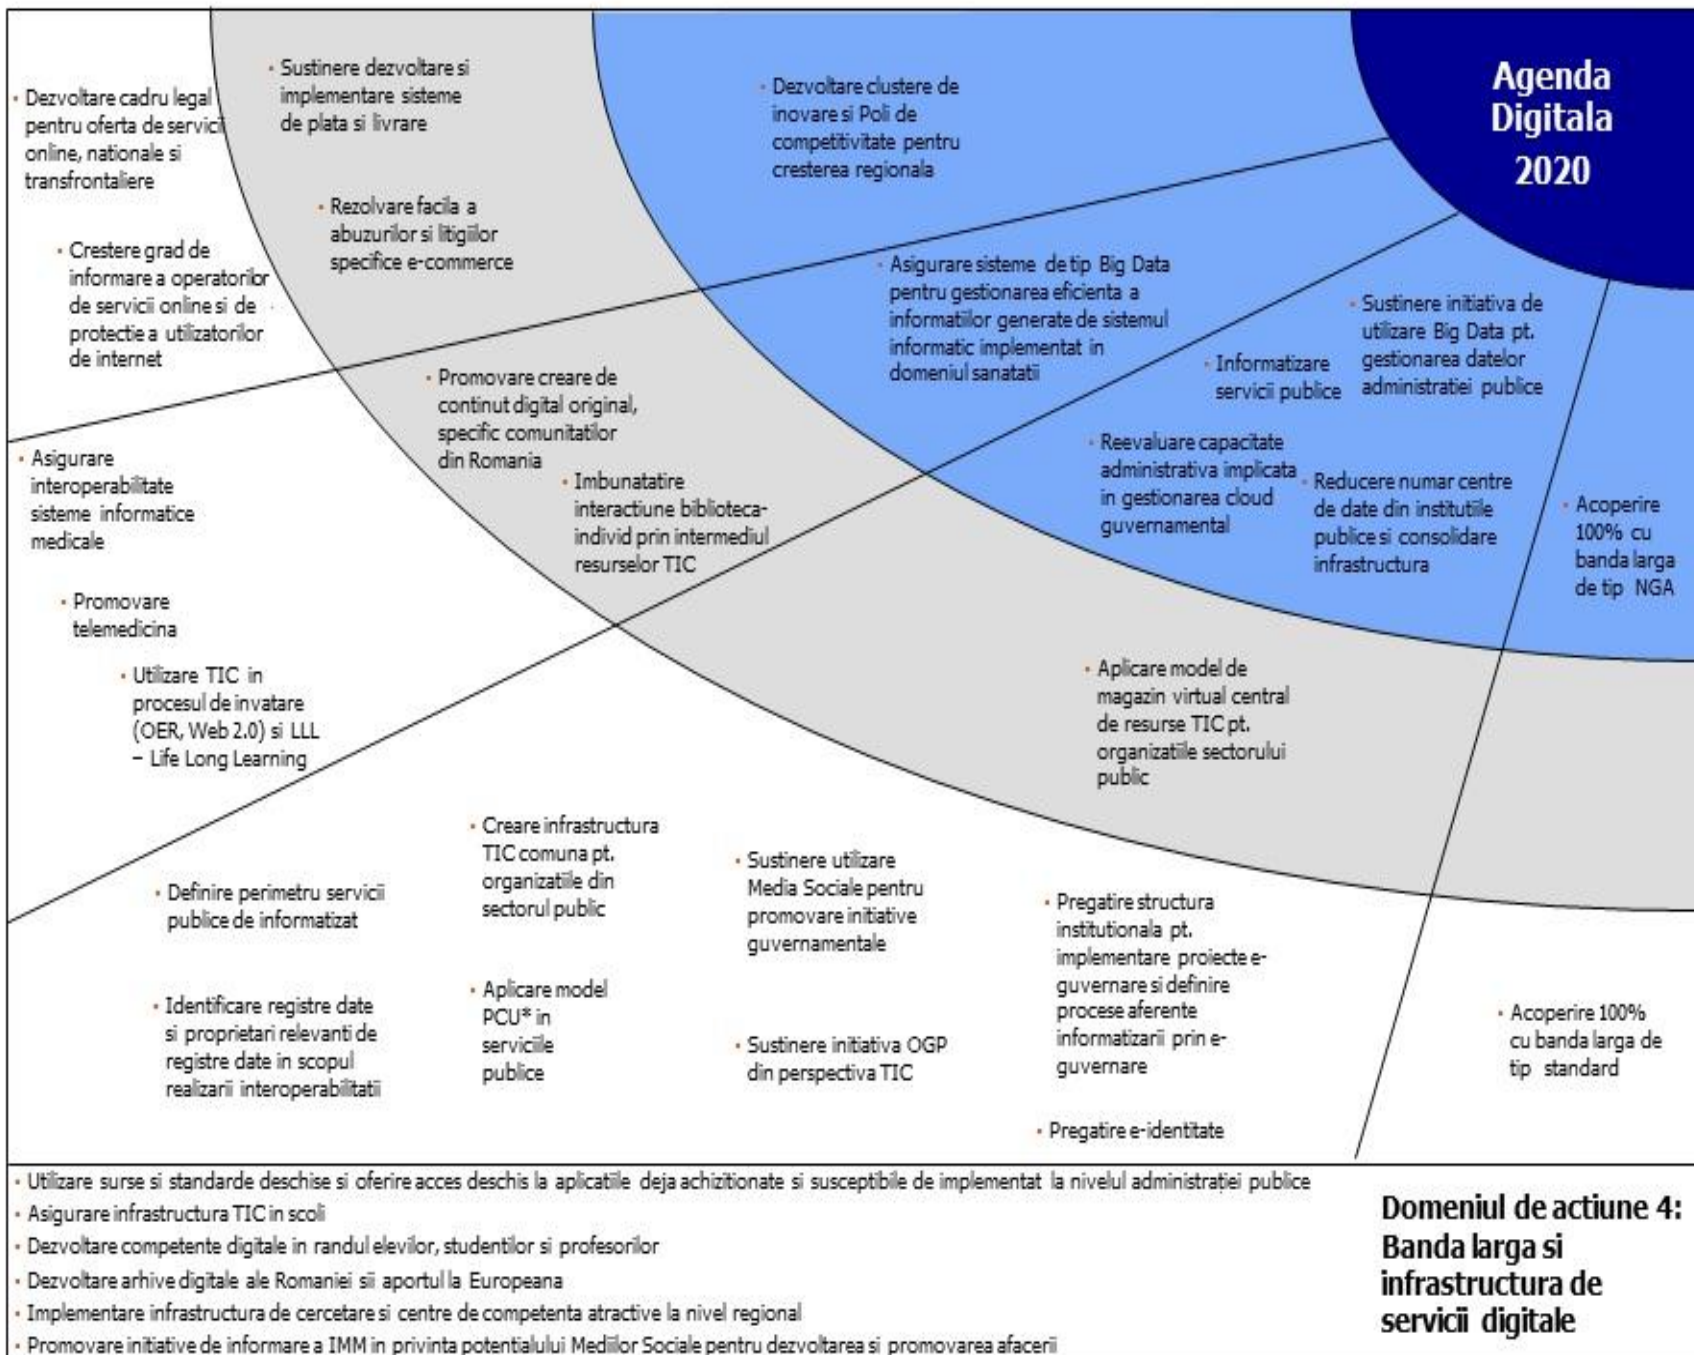 Agenda
Digitala
2020
• Dezvoltare cadru legal
pentru oferta de servicii
online, nationale si
transfrontaliere
• Crestere grad de
informare a operatorilor
de servicii online si de
protectie a utilizatorilor
de internet
• Sustinere dezvoltare si
implementare sisteme
de plata si livrare
• Rezolvare facila a
abuzurilor si litigiilor
specifice e-commerce
• Dezvoltare clustere de
inovare si Poli de
competitivitate pentru
cresterea regionala
• Asigurare
interoperabilitate
sisteme informatice
medicale
• Promovare
telemedicina
• Utilizare TIC in
procesul de invatare
(OER, Web 2.0) si LLL
– Life Long Learning
• Promovare creare de
continut digital original,
specific comunitatilor
din Romania
• Imbunatatire
interactiune biblioteca-
individ prin intermediul
resurselor TIC
• Asigurare sisteme de tip Big Data
pentru gestionarea eficienta a
informatiilor generate de sistemul
informatic implementat in
domeniul sanatatii
• Informatizare
servicii publice
• Sustinere initiativa de
utilizare Big Data pt.
gestionarea datelor
administratiei publice
• Reevaluare capacitate
administrativa implicata
in gestionarea cloud
guvernamental
• Reducere numar centre
de date din institutiile
publice si consolidare
infrastructura
• Acoperire
100% cu
banda larga
de tip NGA
• Aplicare model de
magazin virtual central
de resurse TIC pt.
organizatiile sectorului
public
• Definire perimetru servicii
publice de informatizat
• Identificare registre date
si proprietari relevanti de
registre date in scopul
realizarii interoperabilitatii
• Creare infrastructura
TIC comuna pt.
organizatiile din
sectorul public
• Aplicare model
PCU* in
serviciile
publice
• Sustinere utilizare
Media Sociale pentru
promovare initiative
guvernamentale
• Sustinere initiativa OGP
din perspectiva TIC
• Pregatire structura
institutionala pt.
implementare proiecte e-
guvernare si definire
procese aferente
informatizarii prin e-
guvernare
• Pregatire e-identitate
• Acoperire 100%
cu banda larga de
tip standard
• Utilizare surse si standarde deschise si oferire acces deschis la aplicatiile deja achizitionate si susceptibile de implementat la nivelul administrației publice
• Asigurare infrastructura TIC in scoli
• Dezvoltare competente digitale in randul elevilor, studentilor si profesorilor
• Dezvoltare arhive digitale ale Romaniei sii aportul la Europeana
• Implementare infrastructura de cercetare si centre de competenta atractive la nivel regional
• Promovare initiative de informare a IMM in privinta potentialului Mediilor Sociale pentru dezvoltarea si promovarea afacerii
Domeniul de actiune 4:
Banda larga si
infrastructura de
servicii digitale